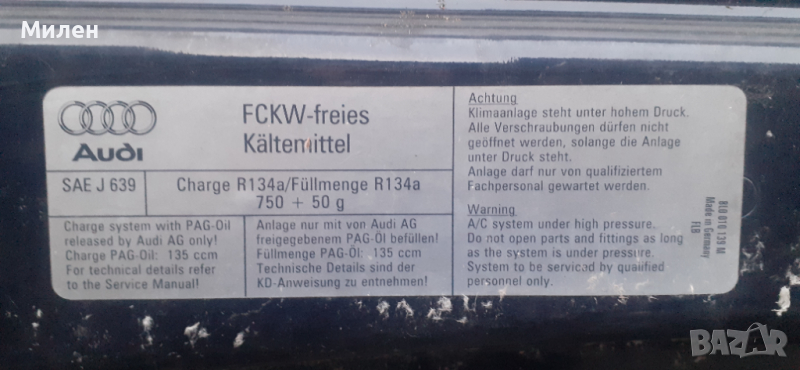 Милен
Audi
FCKW-freies
Kältemittel
SAE J 639
Charge R134a/Füllmenge R134a
750 + 50 g
Charge system with PAG-Oil
released by Audi AG only!
Charge PAG-Oil: 135 ccm
For technical details refer
to the Service Manual!
Anlage nur mit von Audi AG
freigegebenem PAG-Öl befüllen!
Füllmenge PAG-Öl: 135 ccm
Technische Details sind der
KD-Anweisung zu entnehmen!
Achtung
Klimaanlage steht unter hohem Druck.
Alle Verschraubungen dürfen nicht
geöffnet werden, solange die Anlage
unter Druck steht.
Anlage darf nur von qualifiziertem
Fachpersonal gewartet werden.
Warning
A/C system under high pressure.
Do not open parts and fittings as long
as the system is under pressure.
System to be serviced by qualified
personnel only.
8L0 010 139 M
Made in Germany
FLB
BAZAR